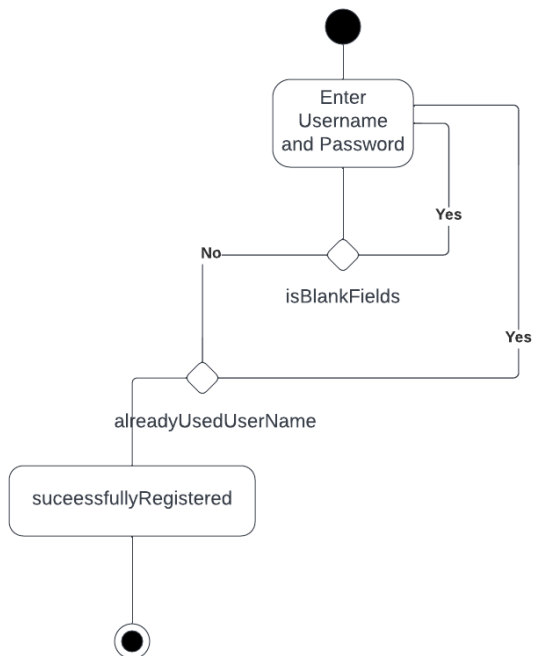 Enter
Username
and Password
Yes
No
isBlankFields
Yes
alreadyUsedUserName
suceessfullyRegistered